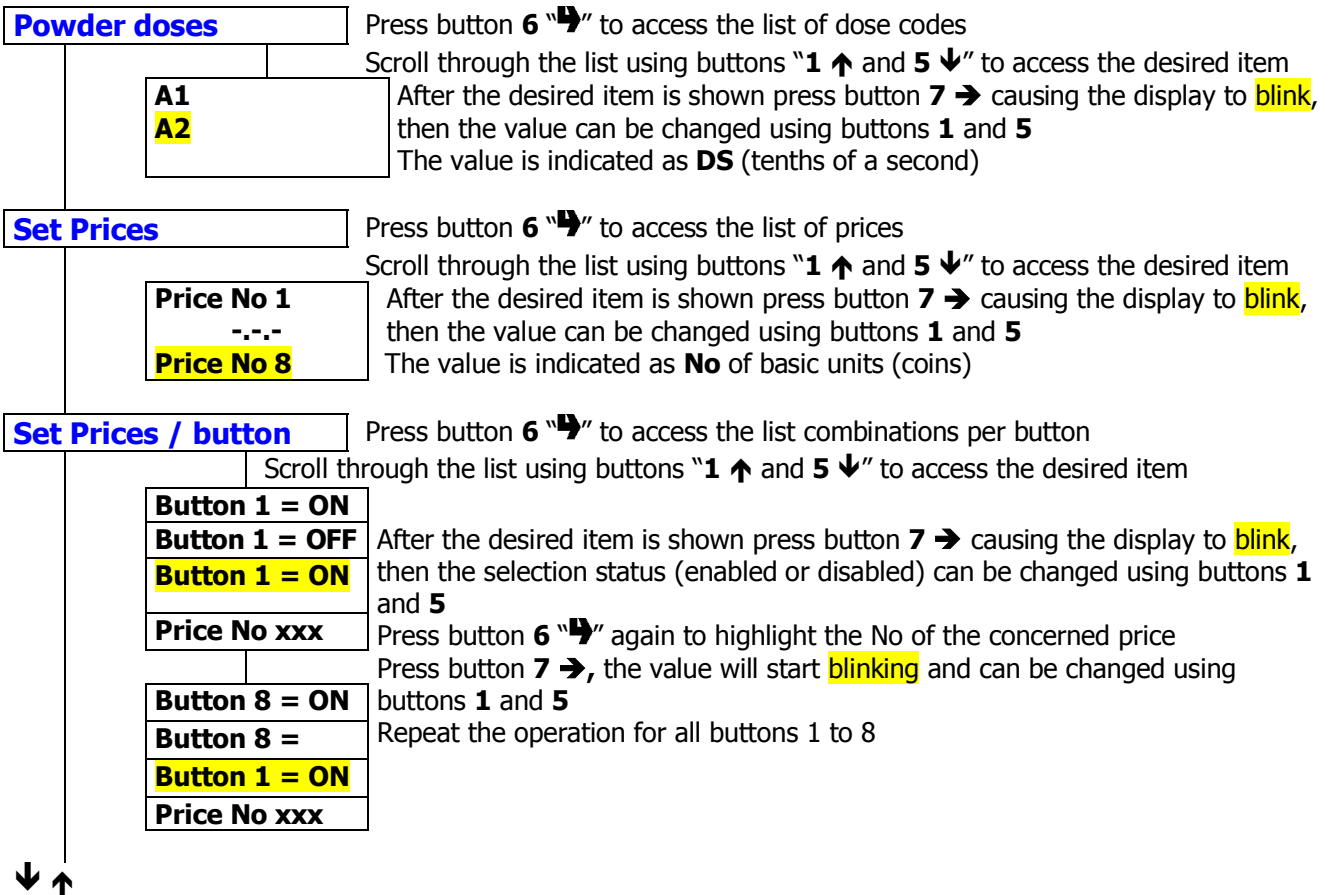 Powder doses
Press button 6 “↵” to access the list of dose codes
Scroll through the list using buttons “1 ↑ and 5 ↓” to access the desired item
A1
After the desired item is shown press button 7 → causing the display to blink,
A2
then the value can be changed using buttons 1 and 5
The value is indicated as DS (tenths of a second)
Set Prices
Press button 6 “↵” to access the list of prices
Scroll through the list using buttons “1 ↑ and 5 ↓” to access the desired item
Price No 1
After the desired item is shown press button 7 → causing the display to blink,
-.-.-
then the value can be changed using buttons 1 and 5
Price No 8
The value is indicated as No of basic units (coins)
Set Prices / button
Press button 6 “↵” to access the list combinations per button
Scroll through the list using buttons “1 ↑ and 5 ↓” to access the desired item
Button 1 = ON
Button 1 = OFF
Button 1 = ON
Price No xxx
After the desired item is shown press button 7 → causing the display to blink,
then the selection status (enabled or disabled) can be changed using buttons 1
and 5
Press button 6 “↵” again to highlight the No of the concerned price
Press button 7 →, the value will start blinking and can be changed using
buttons 1 and 5
Repeat the operation for all buttons 1 to 8
Button 8 = ON
Button 8 =
Button 1 = ON
Price No xxx
↓ ↑